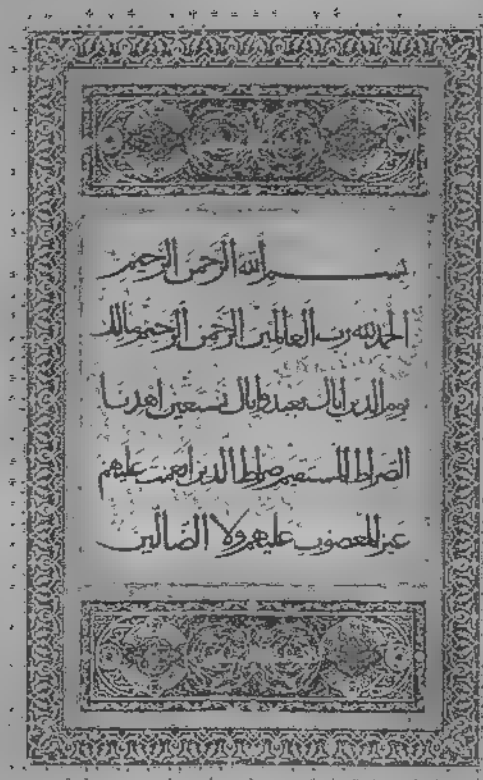 بسم الله الرحمن الرحيم
الحمد لله رب العالمين الرحمن الرحيم مالك
يوم الدين اياك نعبد واياك نستعين اهدنا
الصراط المستقيم صراط الذين انعمت عليهم
غير المغضوب عليهم ولا الضالين